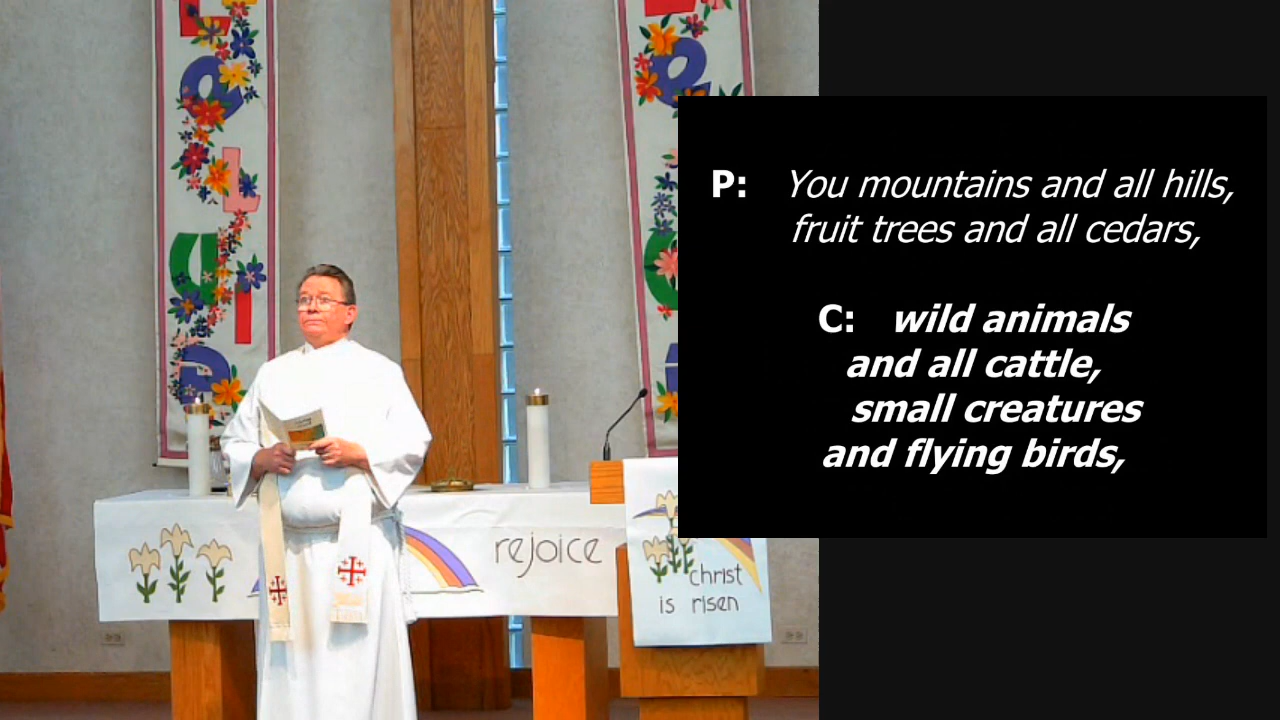 L
e
L
u
i
a
e
P: You mountains and all hills,
fruit trees and all cedars,
C: wild animals
and all cattle,
small creatures
and flying birds,
rejoice
christ
is risen